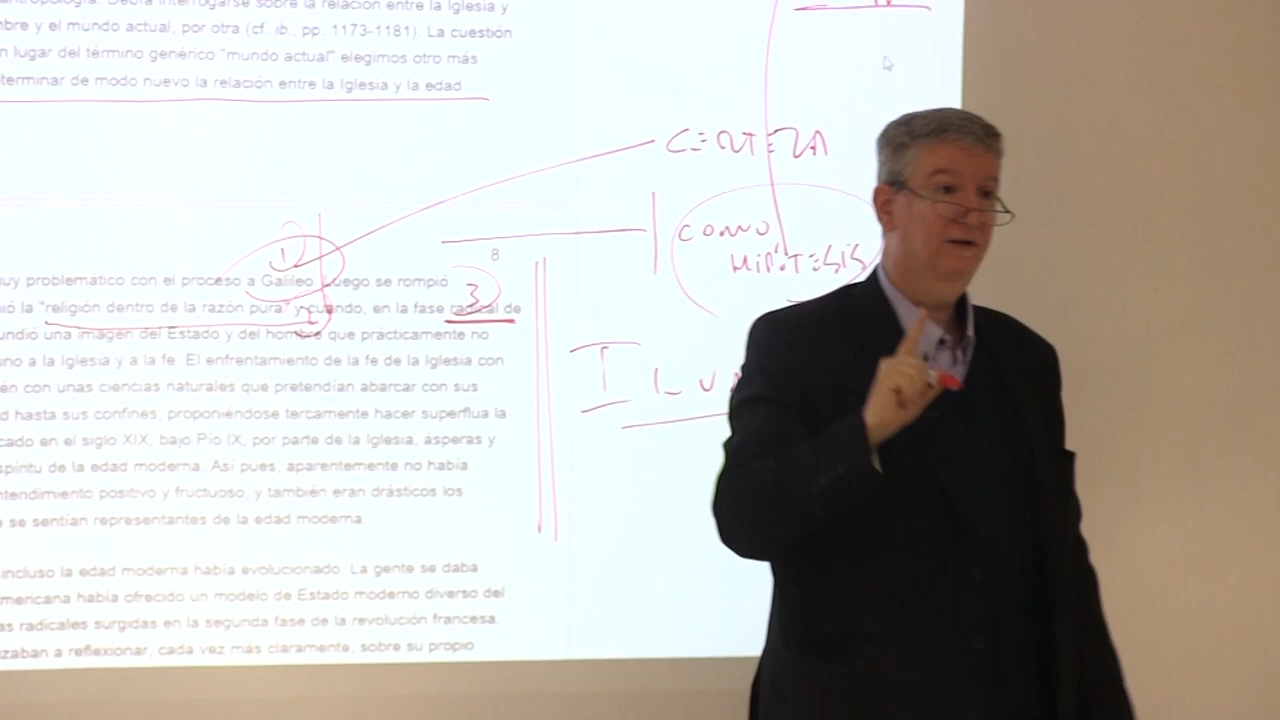 interrogarse sobre la relación entre la Iglesia y
bre y el mundo actual, por otra (cf. ib., pp. 1173-1181). La cuestión
n lugar del término genérico "mundo actual" elegimos otro más
terminar de modo nuevo la relación entre la Iglesia y la edad
CERTEZA
COMO
HIPÓTESIS
8
1
uy problemático con el proceso a Galileo. Luego se rompió
3
ió la "religión dentro de la razón pura" y cuando, en la fase radical de
2
undió una imagen del Estado y del hombre que prácticamente no
uno a la Iglesia y a la fe. El enfrentamiento de la fe de la Iglesia con
én con unas ciencias naturales que pretendían abarcar con sus
I LU
d hasta sus confines, proponiéndose tercamente hacer superflua la
cado en el siglo XIX, bajo Pío IX, por parte de la Iglesia, ásperas y
spíritu de la edad moderna. Así pues, aparentemente no había
ntendimiento positivo y fructuoso, y también eran drásticos los
e se sentían representantes de la edad moderna.
incluso la edad moderna había evolucionado. La gente se daba
mericana había ofrecido un modelo de Estado moderno diverso del
as radicales surgidas en la segunda fase de la revolución francesa.
zaban a reflexionar, cada vez más claramente, sobre su propio